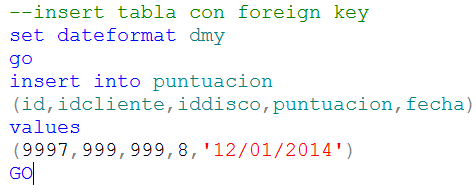 --insert tabla con foreign key
set dateformat dmy
go
insert into puntuacion
(id,idcliente,iddisco,puntuacion,fecha)
values
(9997,999,999,8,'12/01/2014')
GO